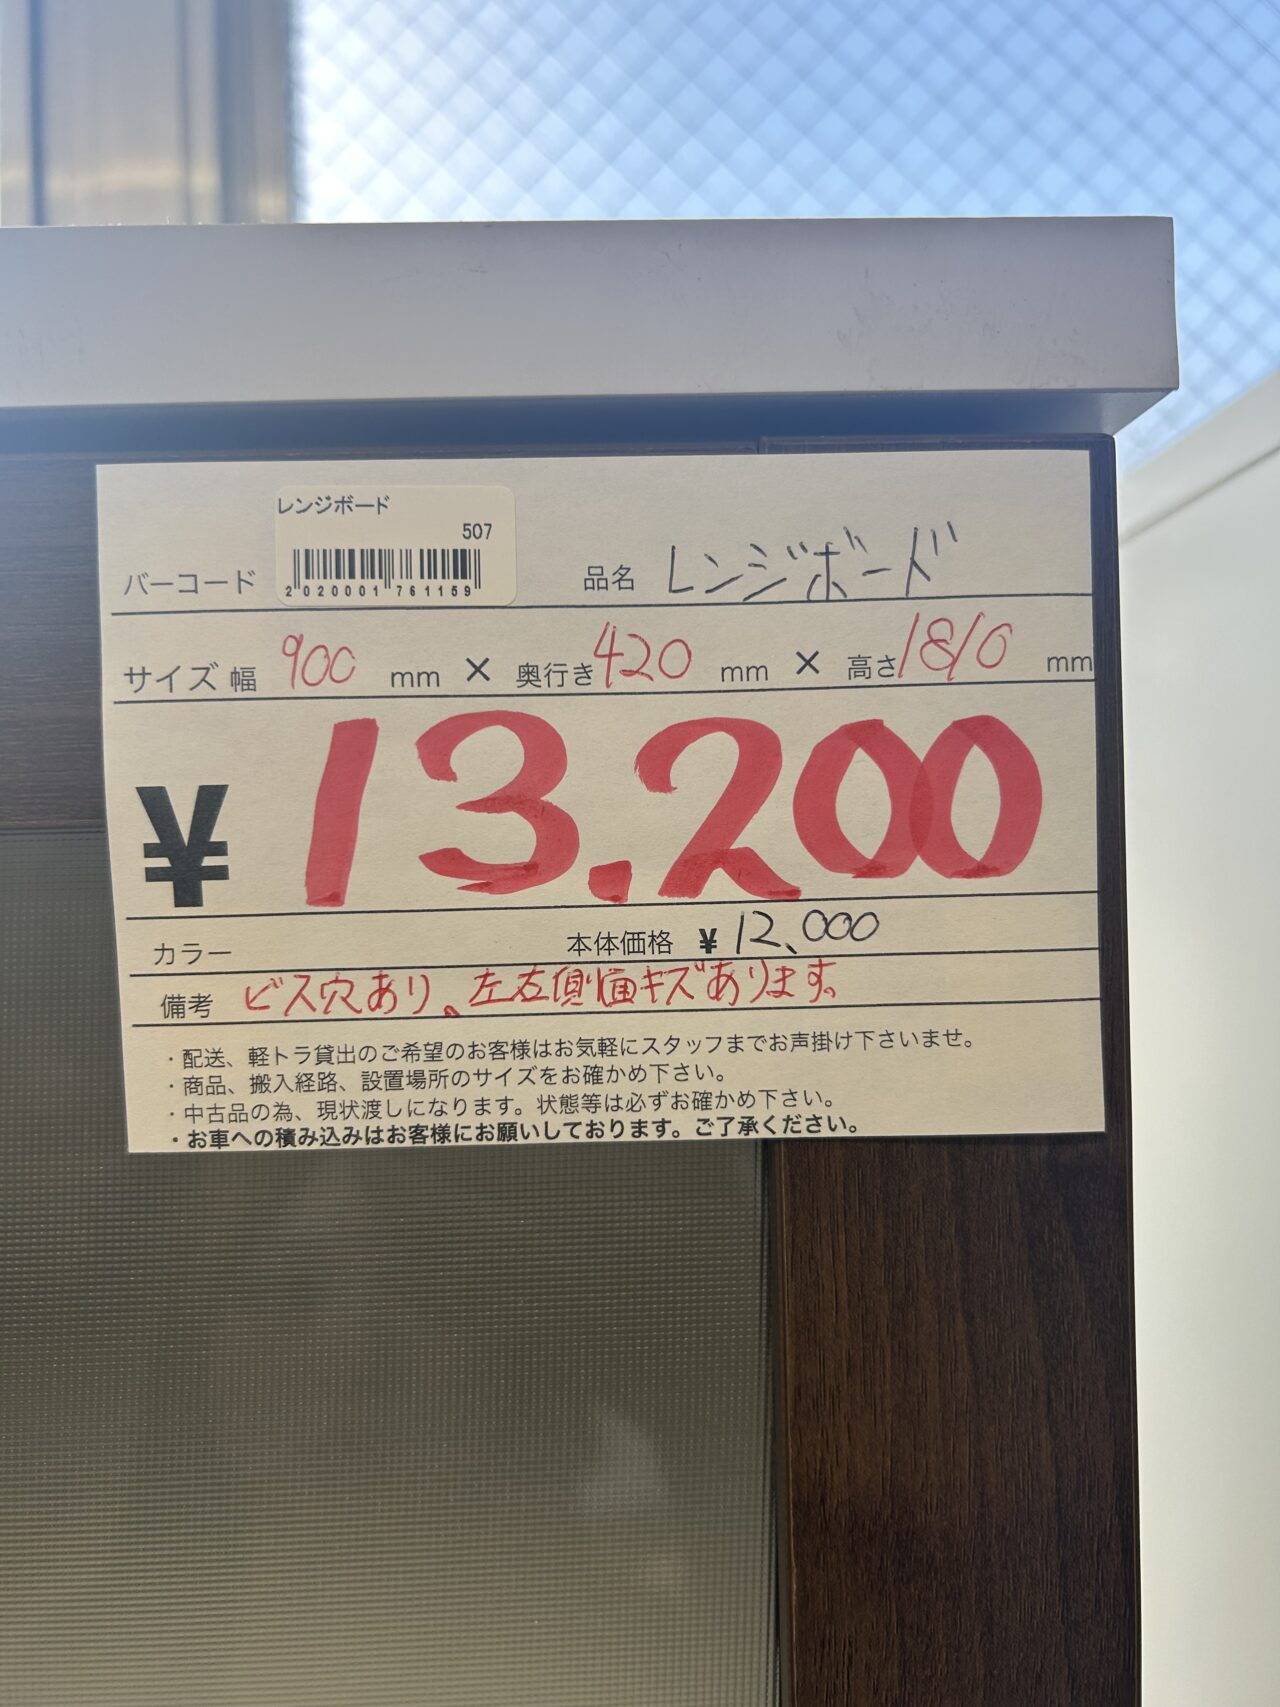 レンジボード
507
バーコード 2 020001 761159 品名 レンジボード
サイズ 幅 900 mm × 奥行き 420 mm × 高さ 1810 mm
¥ 13.200
カラー 本体価格 ¥ 12、000
備考 ビス穴あり、左右側面キズあります。
・配送、軽トラ貸出のご希望のお客様はお気軽にスタッフまでお声掛け下さいませ。
・商品、搬入経路、設置場所のサイズをお確かめ下さい。
・中古品の為、現状渡しになります。状態等は必ずお確かめ下さい。
・お車への積み込みはお客様にお願いしております。ご了承ください。